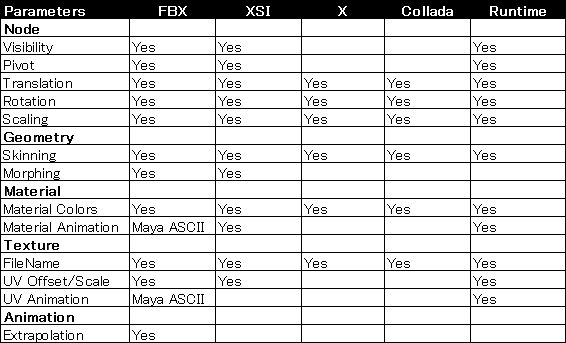 Parameters FBX XSI X Collada Runtime
Node
Visibility Yes Yes Yes
Pivot Yes Yes Yes
Translation Yes Yes Yes Yes Yes
Rotation Yes Yes Yes Yes Yes
Scaling Yes Yes Yes Yes Yes
Geometry
Skinning Yes Yes Yes Yes Yes
Morphing Yes Yes
Material
Material Colors Yes Yes Yes Yes Yes
Material Animation Maya ASCII Yes Yes
Texture
FileName Yes Yes Yes Yes Yes
UV Offset/Scale Yes Yes Yes
UV Animation Maya ASCII Yes
Animation
Extrapolation Yes